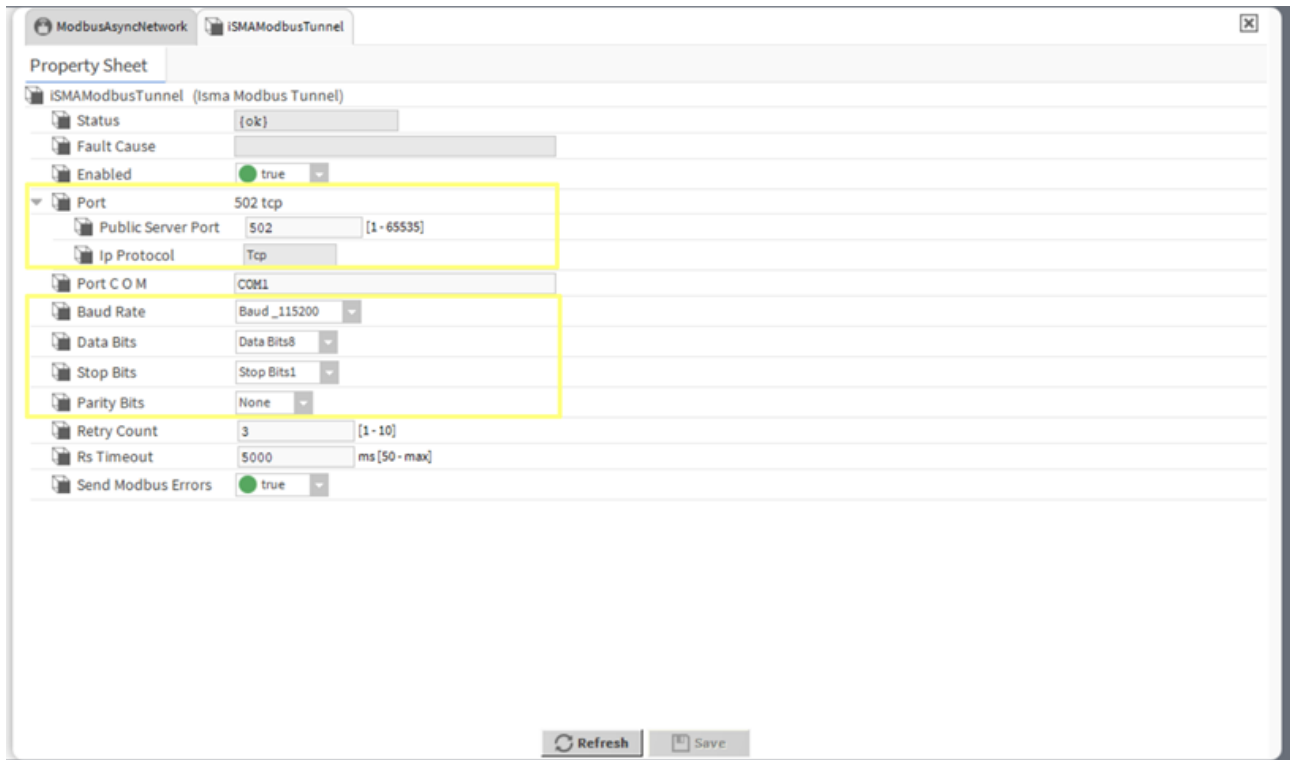 ModbusAsyncNetwork iSMAModbusTunnel
Property Sheet
iSMAModbusTunnel (Isma Modbus Tunnel)
Status {ok}
Fault Cause
Enabled true
Port 502 tcp
Public Server Port 502 [1 - 65535]
Ip Protocol Tcp
Port C O M COM1
Baud Rate Baud _115200
Data Bits Data Bits8
Stop Bits Stop Bits1
Parity Bits None
Retry Count 3 [1 - 10]
Rs Timeout 5000 ms [50 - max]
Send Modbus Errors true
Refresh Save